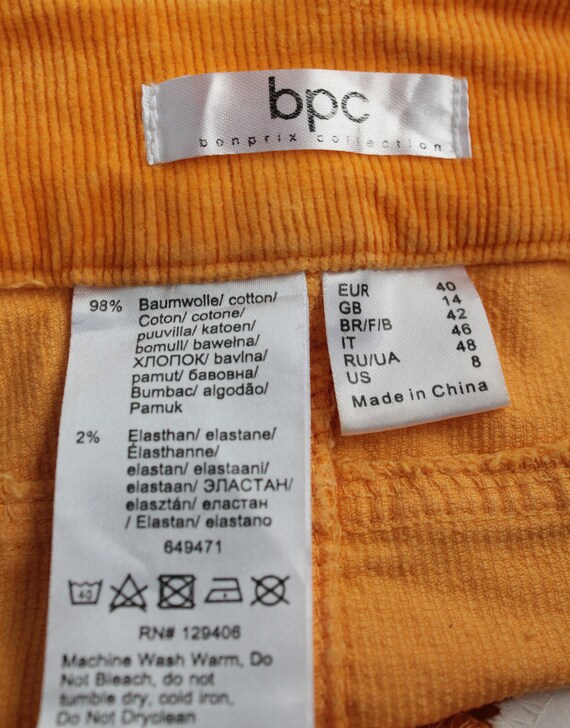 bpc
bonprix collection
98% Baumwolle/ cotton/
Coton/ cotone/
puuvilla/ katoen/
bomull/ bawełna/
ХЛОПОК/ bavlna/
pamut/ бавовна/
Bumbac/ algodão/
Pamuk
2% Elasthan/ elastane/
Élasthanne/
elastan/ elastaani/
elastaan/ ЭЛАСТАН/
elasztán/ еластан
/ Elastan/ elastano
649471
40
RN# 129406
Machine Wash Warm, Do
Not Bleach, do not
tumble dry, cold iron,
Do Not Dryclean
EUR 40
GB 14
BR/F/B 42
IT 46
RU/UA 48
US 8
Made in China